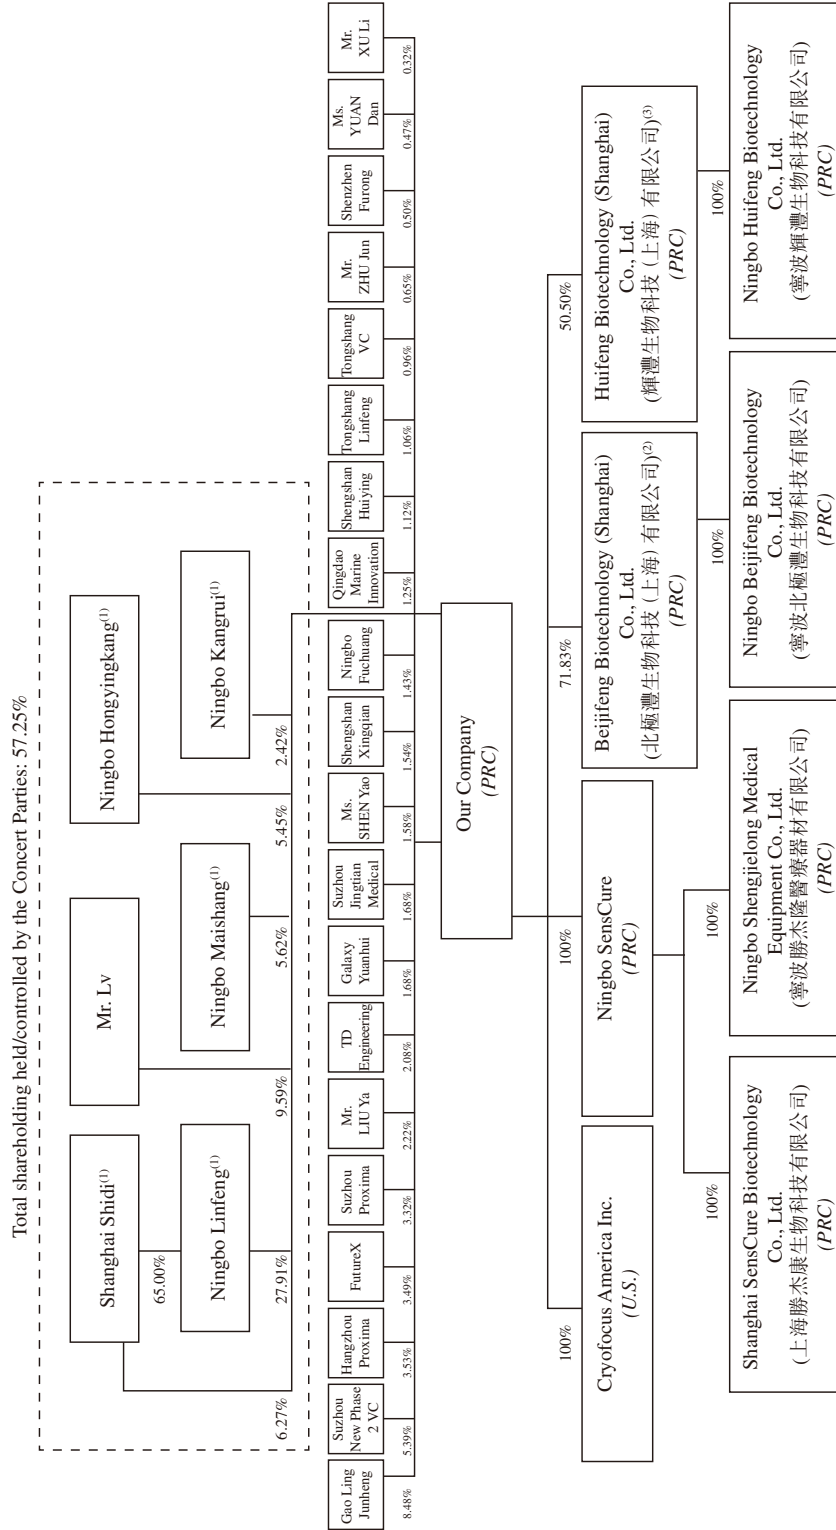 Total shareholding held/controlled by the Concert Parties: 57.25%
Shanghai Shidi(1)
Mr. Lv
Ningbo Hongyingkang(1)
65.00%
Ningbo Linfeng(1)
Ningbo Maishang(1)
Ningbo Kangrui(1)
6.27%
27.91%
9.59%
5.62%
5.45%
2.42%
Gao Ling
Junheng
8.48%
Suzhou
New Phase
2 VC
5.39%
Hangzhou
Proxima
3.53%
FutureX
3.49%
Suzhou
Proxima
3.32%
Mr.
LIU Ya
2.22%
TD
Engineering
2.08%
Galaxy
Yuanhui
1.68%
Suzhou
Jingtian
Medical
1.68%
Ms.
SHEN Yao
1.58%
Shengshan
Xingqian
1.54%
Ningbo
Fuchuang
1.43%
Qingdao
Marine
Innovation
1.25%
Shengshan
Huiying
1.12%
Tongshang
Linfeng
1.06%
Tongshang
VC
0.96%
Mr.
ZHU Jun
0.65%
Shenzhen
Furong
0.50%
Ms.
YUAN
Dan
0.47%
Mr.
XU Li
0.32%
Our Company
(PRC)
100%
100%
71.83%
50.50%
Cryofocus America Inc.
(U.S.)
Ningbo SensCure
(PRC)
Beijifeng Biotechnology (Shanghai)
Co., Ltd.
(北極灃生物科技 (上海) 有限公司)(2)
(PRC)
Huifeng Biotechnology (Shanghai)
Co., Ltd.
(輝灃生物科技 (上海) 有限公司)(3)
(PRC)
100%
100%
100%
100%
Shanghai SensCure Biotechnology
Co., Ltd.
(上海勝杰康生物科技有限公司)
(PRC)
Ningbo Shengjielong Medical
Equipment Co., Ltd.
(寧波勝杰隆醫療器材有限公司)
(PRC)
Ningbo Beijifeng Biotechnology
Co., Ltd.
(寧波北極灃生物科技有限公司)
(PRC)
Ningbo Huifeng Biotechnology
Co., Ltd.
(寧波輝灃生物科技有限公司)
(PRC)